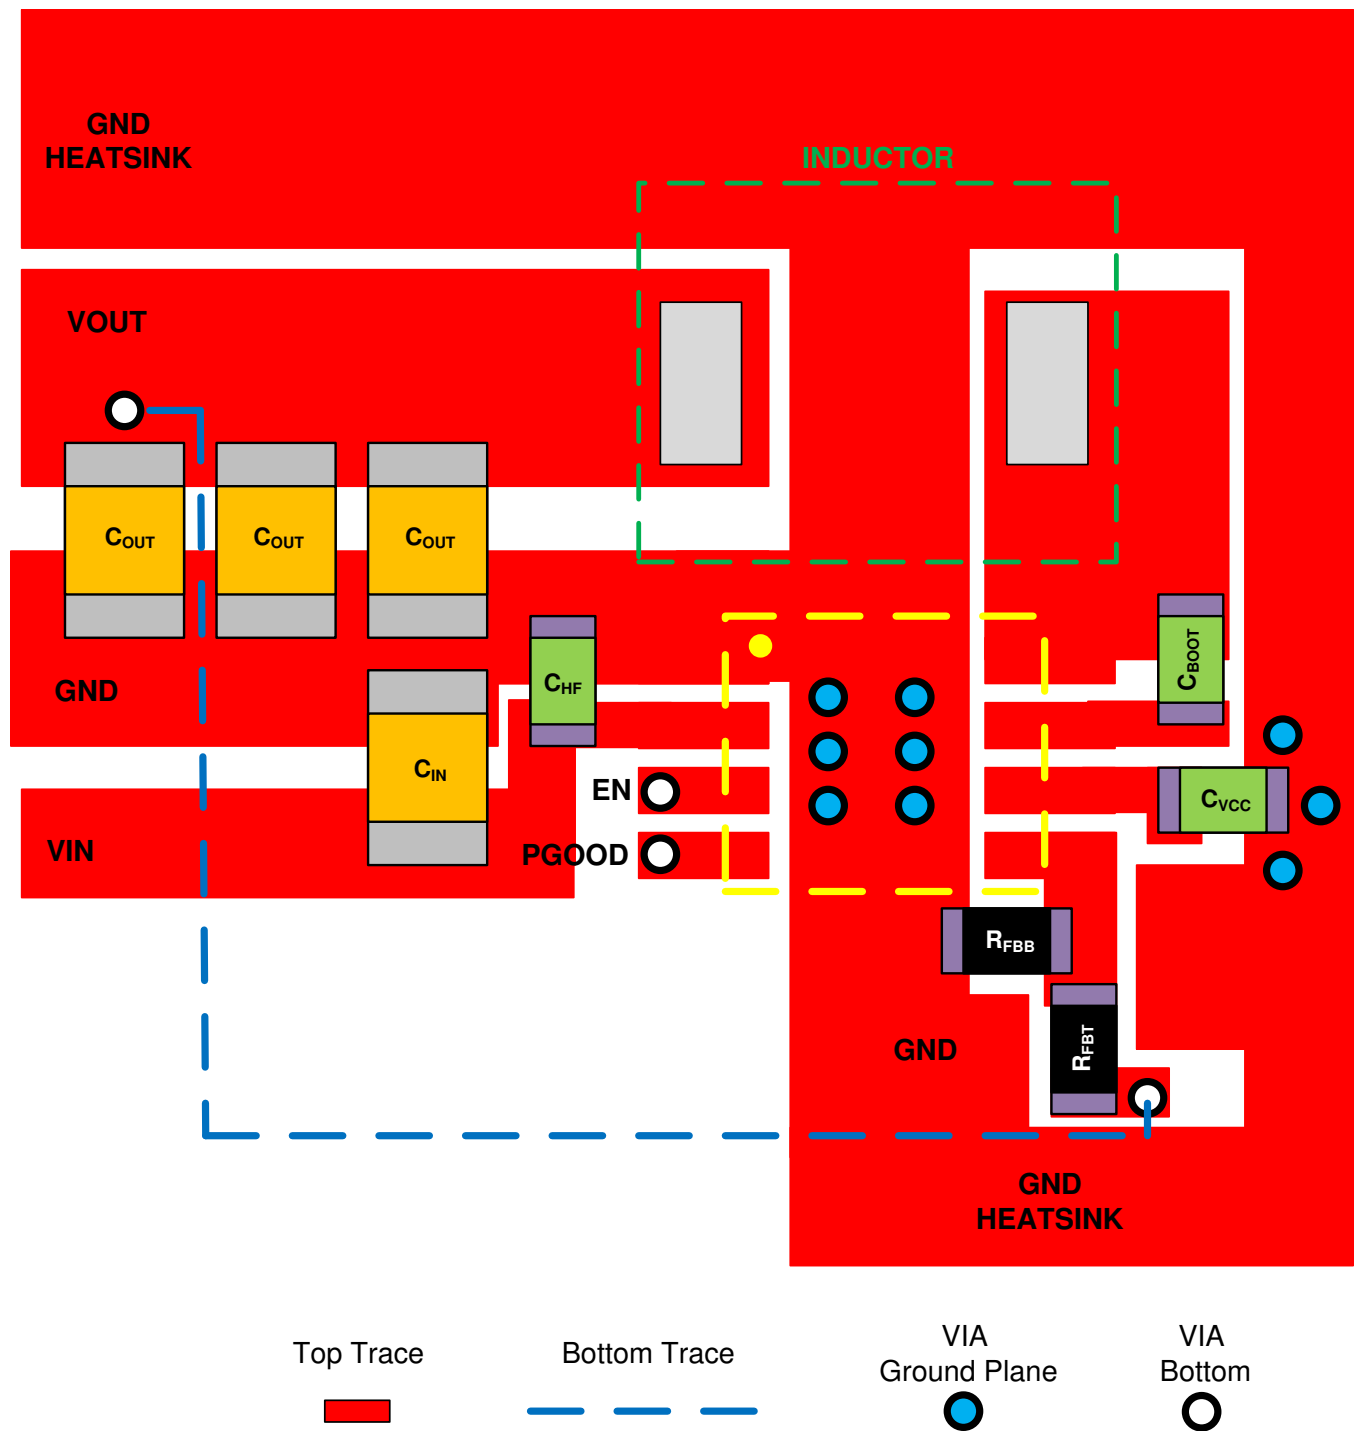 GND
HEATSINK
INDUCTOR
VOUT
COUT
COUT
COUT
GND
CHF
CBOOT
CIN
EN
CVCC
VIN
PGOOD
RFBB
GND
RFBT
GND
HEATSINK
Top Trace
Bottom Trace
VIA
Ground Plane
VIA
Bottom